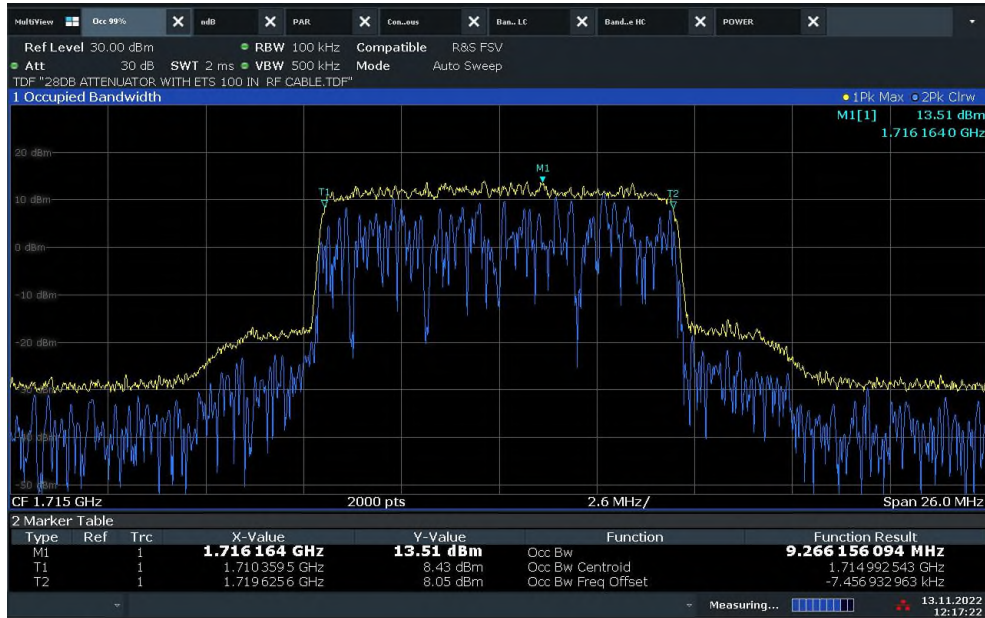 MultiView Occ 99% ndB PAR Con..ous Ban.. LC Band..e HC POWER
Ref Level 30.00 dBm RBW 100 kHz Compatible R&S FSV
Att 30 dB SWT 2 ms VBW 500 kHz Mode Auto Sweep
TDF "28DB ATTENUATOR WITH ETS 100 IN RF CABLE.TDF"
1 Occupied Bandwidth 1Pk Max 2Pk Clrw
M1[1] 13.51 dBm
1.716 164 0 GHz
20 dBm
M1
T1 T2
10 dBm
0 dBm
-10 dBm
-20 dBm
-50 dBm
CF 1.715 GHz 2000 pts 2.6 MHz/ Span 26.0 MHz
2 Marker Table
Type Ref Trc X-Value Y-Value Function Function Result
M1 1 1.716 164 GHz 13.51 dBm Occ Bw 9.266 156 094 MHz
T1 1 1.710 359 5 GHz 8.43 dBm Occ Bw Centroid 1.714 992 543 GHz
T2 1 1.719 625 6 GHz 8.05 dBm Occ Bw Freq Offset -7.456 932 963 kHz
Measuring... 13.11.2022
12:17:22